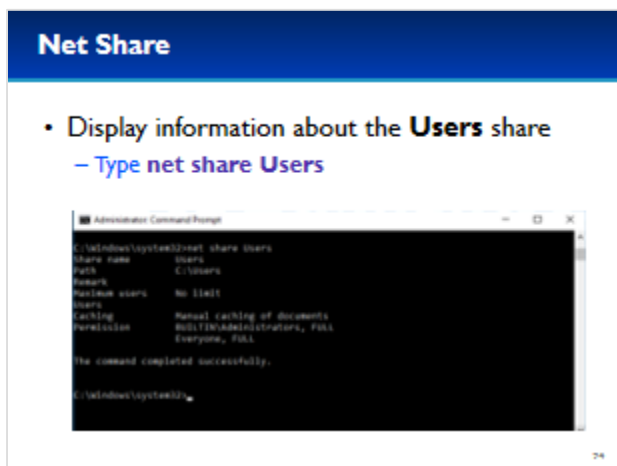 Net Share
• Display information about the Users share
– Type net share Users
Administrator: Command Prompt
C:\Windows\system32>net share Users
Share name Users
Path C:\Users
Remark
Maximum users No limit
Users
Caching Manual caching of documents
Permission BUILTIN\Administrators, FULL
Everyone, FULL
The command completed successfully.
C:\Windows\system32>